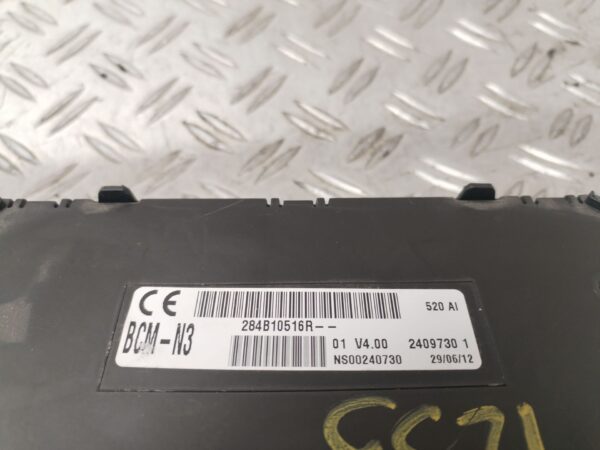 CE 520 AI
284B10516R--
BCM-N3 01 V4.00 2409730 1
NS00240730 29/06/12